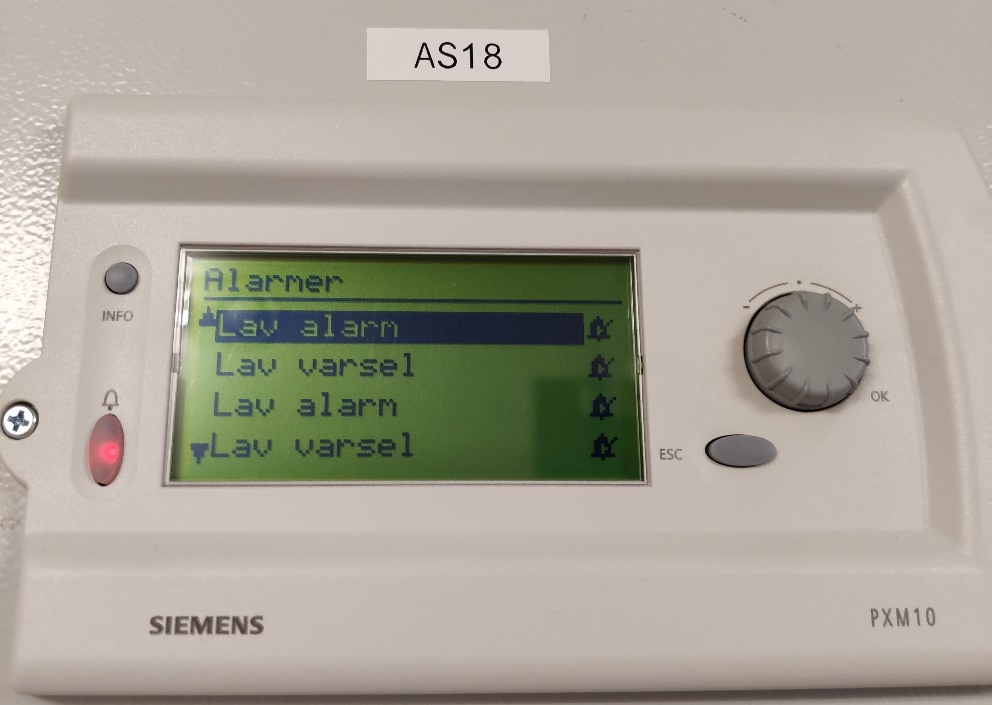 AS18
INFO
Alarmer
Lav alarm
Lav varsel
Lav alarm
Lav varsel
- +
OK
ESC
SIEMENS
PXM10